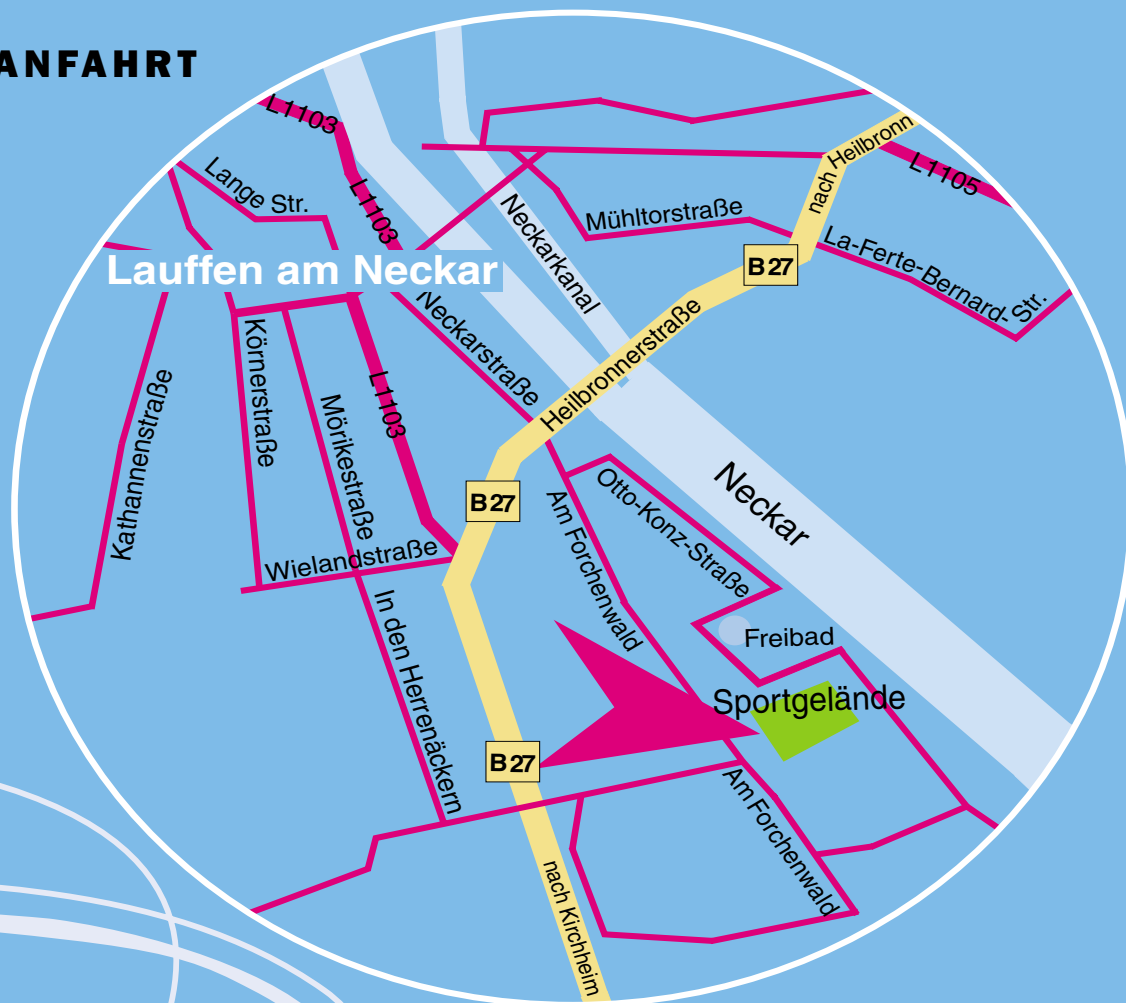 ANFAHRT
L1103
nach Heilbronn
L1105
Lange Str.
L1103
Neckarkanal
Mühltorstraße
La-Ferte-Bernard-Str.
B27
Lauffen am Neckar
Neckarstraße
Heilbronnerstraße
Körnerstraße
L1103
Kathannenstraße
Mörikestraße
B27
Otto-Konz-Straße
Neckar
Am Forchenwald
Wielandstraße
In den Herrenäckern
Freibad
Sportgelände
B27
Am Forchenwald
nach Kirchheim